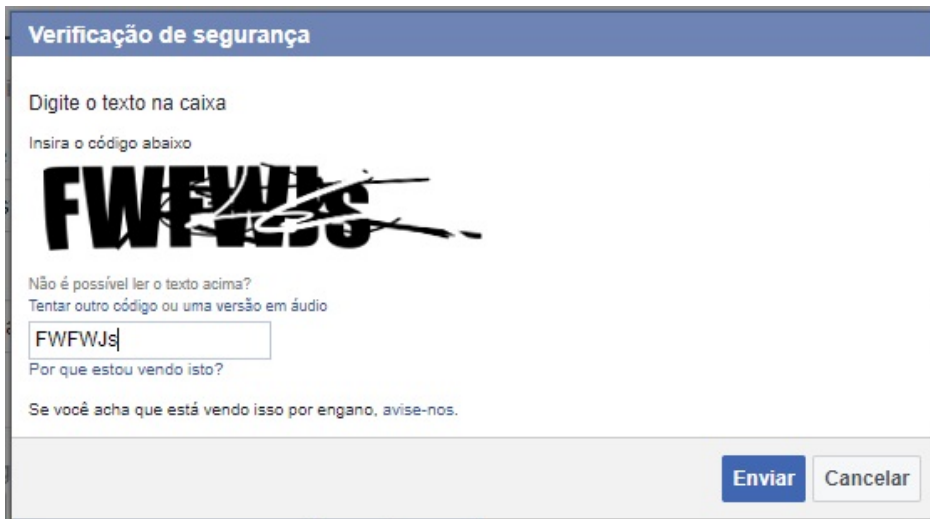 Verificação de segurança
Digite o texto na caixa
Insira o código abaixo
FWFWJs
Não é possível ler o texto acima?
Tentar outro código ou uma versão em áudio
FWFWJs
Por que estou vendo isto?
Se você acha que está vendo isso por engano, avise-nos.
Enviar Cancelar